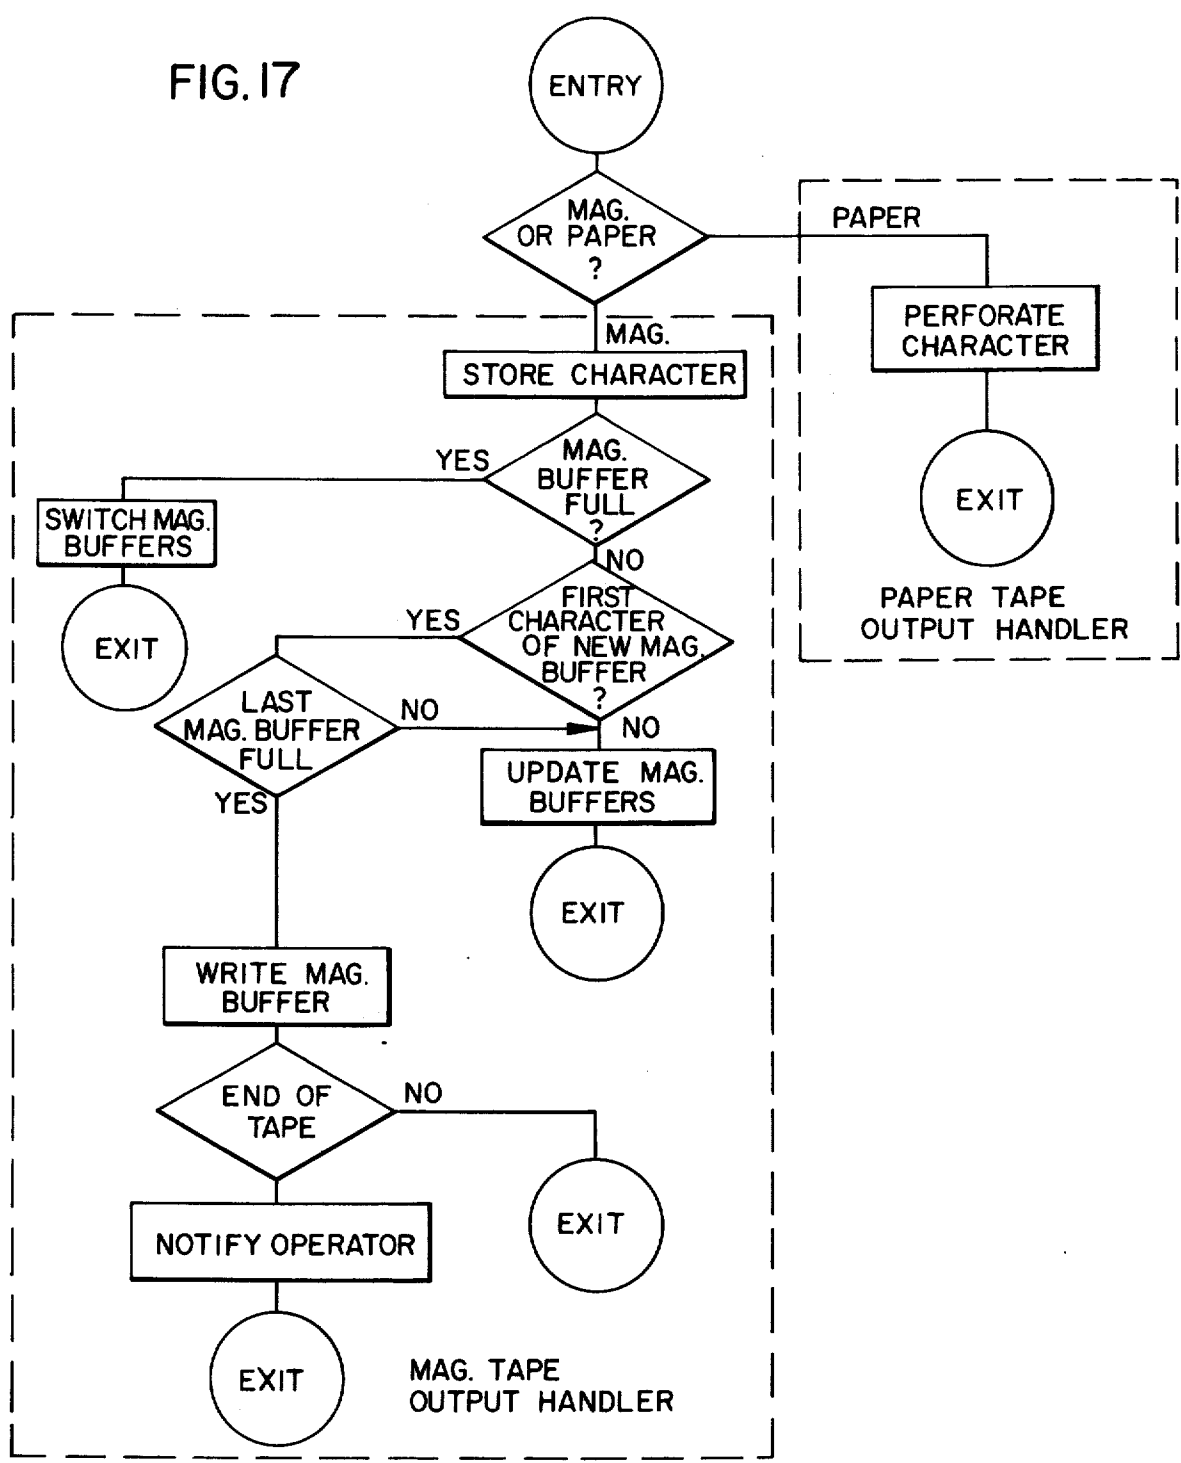 FIG. 17
ENTRY
MAG.
OR PAPER
?
PAPER
PERFORATE
CHARACTER
EXIT
PAPER TAPE
OUTPUT HANDLER
MAG.
STORE CHARACTER
MAG.
BUFFER
FULL
?
YES
SWITCH MAG.
BUFFERS
EXIT
NO
FIRST
CHARACTER
OF NEW MAG.
BUFFER
?
YES
LAST
MAG. BUFFER
FULL
NO
NO
UPDATE MAG.
BUFFERS
EXIT
YES
WRITE MAG.
BUFFER
END OF
TAPE
NO
EXIT
NOTIFY OPERATOR
EXIT
MAG. TAPE
OUTPUT HANDLER